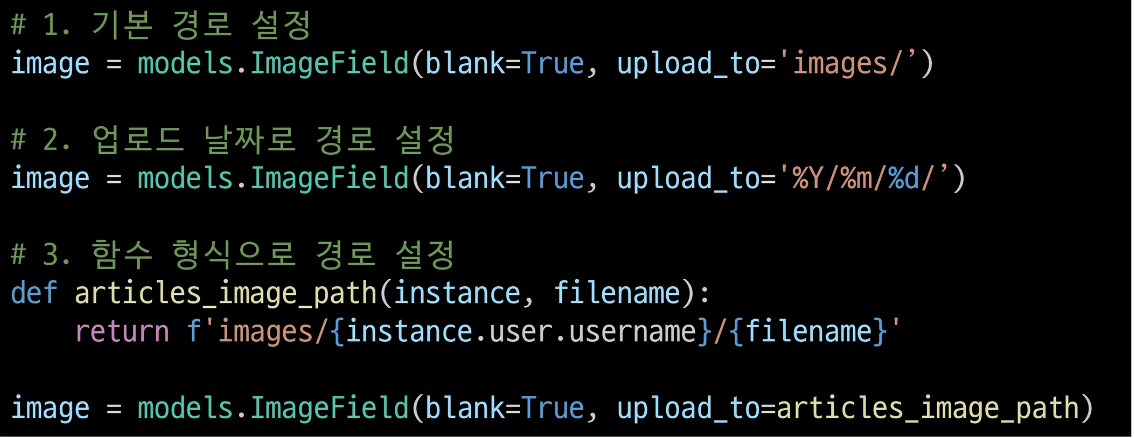 # 1. 기본 경로 설정
image = models.ImageField(blank=True, upload_to='images/’)
# 2. 업로드 날짜로 경로 설정
image = models.ImageField(blank=True, upload_to='%Y/%m/%d/’)
# 3. 함수 형식으로 경로 설정
def articles_image_path(instance, filename):
    return f'images/{instance.user.username}/{filename}'
image = models.ImageField(blank=True, upload_to=articles_image_path)